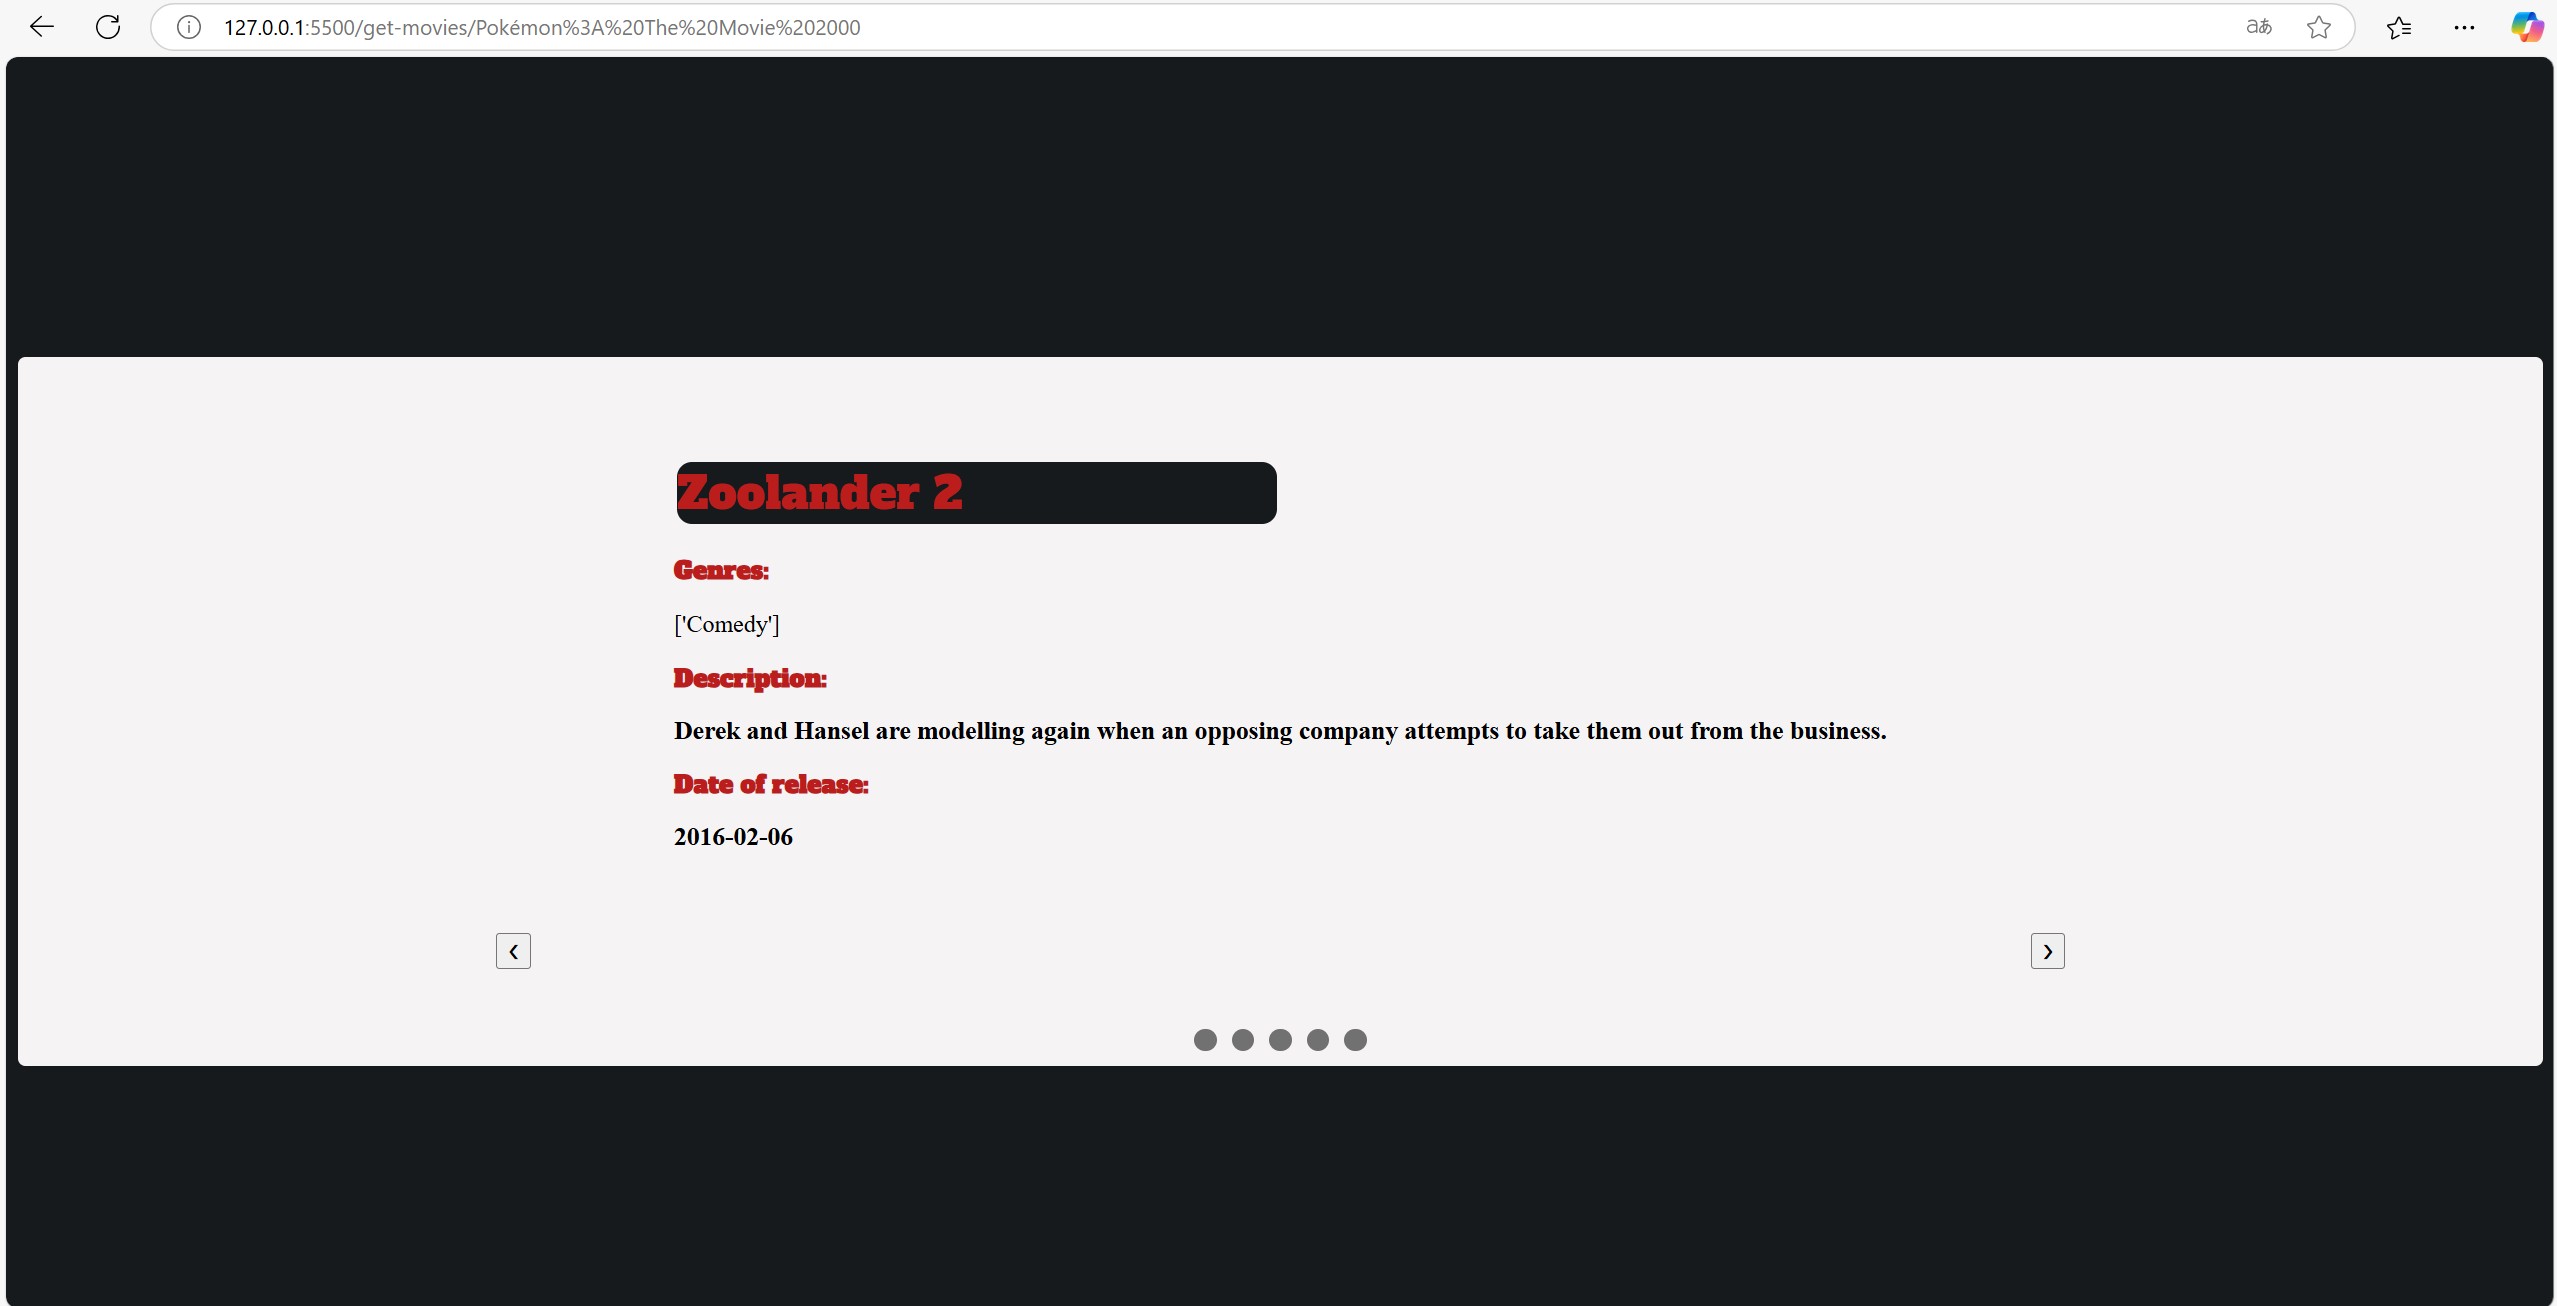 127.0.0.1:5500/get-movies/Pokémon%3A%20The%20Movie%202000
aあ
Zoolander 2
Genres:
['Comedy']
Description:
Derek and Hansel are modelling again when an opposing company attempts to take them out from the business.
Date of release:
2016-02-06
‹ ›